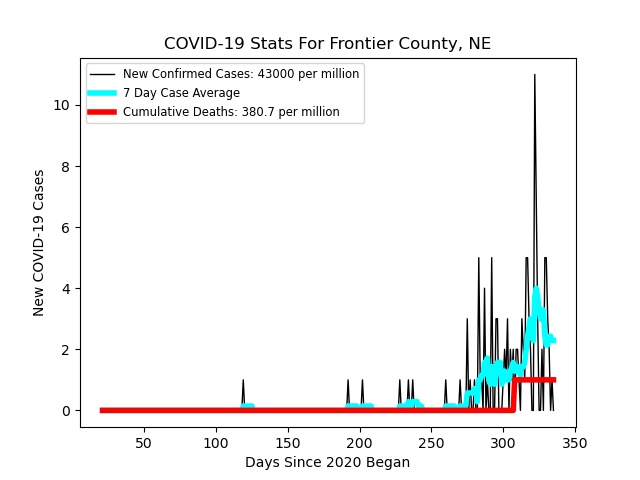 COVID-19 Stats For Frontier County, NE
New Confirmed Cases: 43000 per million
7 Day Case Average
Cumulative Deaths: 380.7 per million
New COVID-19 Cases
10
8
6
4
2
0
50 100 150 200 250 300 350
Days Since 2020 Began